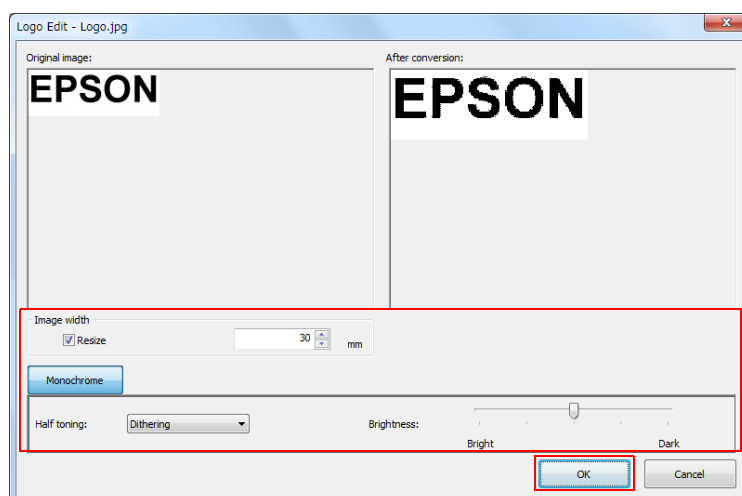 Logo Edit - Logo.jpg
Original image:
After conversion:
EPSON
EPSON
Image width
Resize
30
mm
Monochrome
Half toning:
Dithering
Brightness:
Bright
Dark
OK
Cancel